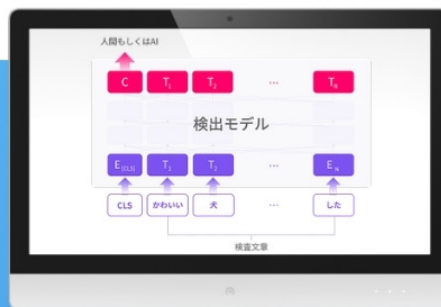 人間もしくはAI
C T1 T2 ... TR
検出モデル
E[CLS] T1 T2 ... EN
CLS かわいい 犬 ... した
検査文章